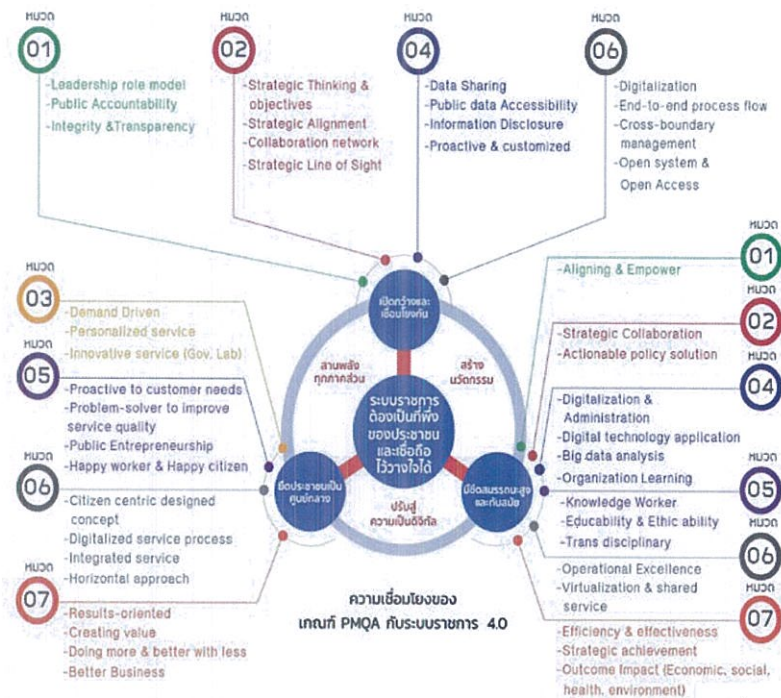 หมวด
01
-Leadership role model
-Public Accountability
-Integrity &Transparency
หมวด
02
-Strategic Thinking &
objectives
-Strategic Alignment
-Collaboration network
-Strategic Line of Sight
หมวด
04
-Data Sharing
-Public data Accessibility
-Information Disclosure
-Proactive & customized
หมวด
06
-Digitalization
-End-to-end process flow
-Cross-boundary
management
-Open system &
Open Access
หมวด
03
-Demand Driven
-Personalized service
-Innovative service (Gov. Lab)
หมวด
05
-Proactive to customer needs
-Problem-solver to improve
service quality
-Public Entrepreneurship
-Happy worker & Happy citizen
หมวด
06
-Citizen centric designed
concept
-Digitalized service process
-Integrated service
-Horizontal approach
หมวด
07
-Results-oriented
-Creating value
-Doing more & better with less
-Better Business
เปิดกว้างและ
เชื่อมโยงกัน
สานพลัง
ทุกภาคส่วน
สร้าง
นวัตกรรม
ระบบราชการ
ต้องเป็นที่พึ่ง
ของประชาชน
และเชื่อถือ
ไว้วางใจได้
ยึดประชาชนเป็น
ศูนย์กลาง
มีขีดสมรรถนะสูง
และทันสมัย
ปรับสู่
ความเป็นดิจิทัล
ความเชื่อมโยงของ
เกณฑ์ PMQA กับระบบราชการ 4.0
หมวด
01
-Aligning & Empower
หมวด
02
-Strategic Collaboration
-Actionable policy solution
หมวด
04
-Digitalization &
Administration
-Digital technology application
-Big data analysis
-Organization Learning
หมวด
05
-Knowledge Worker
-Educability & Ethic ability
-Trans disciplinary
หมวด
06
-Operational Excellence
-Virtualization & shared
service
หมวด
07
-Efficiency & effectiveness
-Strategic achievement
-Outcome Impact (Economic, social,
health, environment)